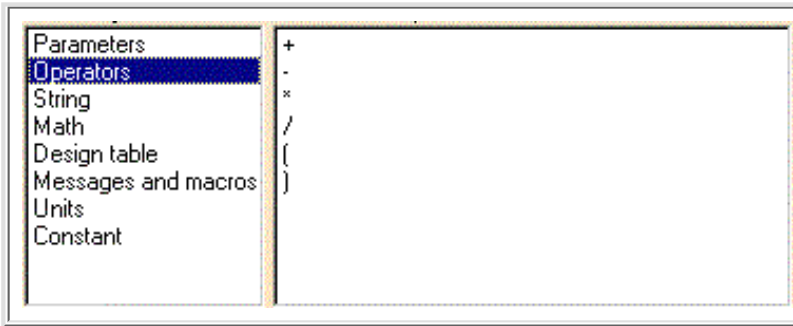 Parameters
Operators
String
Math
Design table
Messages and macros
Units
Constant
+
-
*
/
(
)